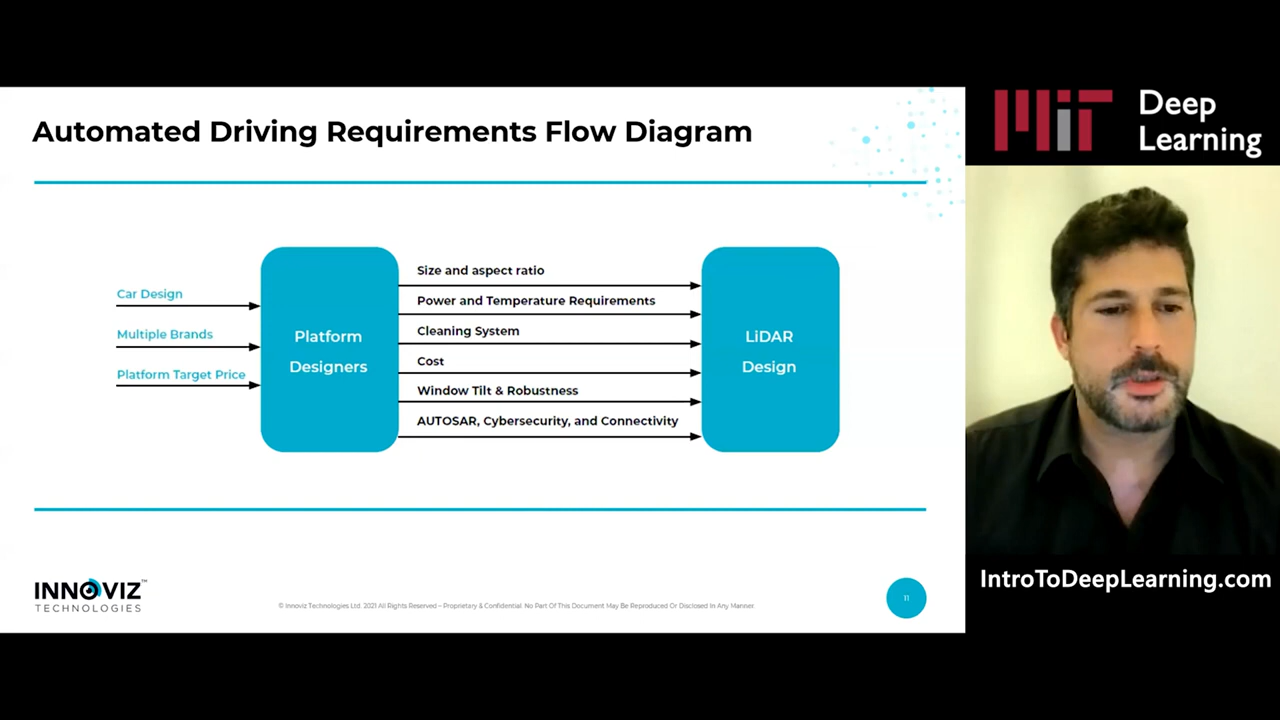 Automated Driving Requirements Flow Diagram
Car Design
Multiple Brands
Platform Target Price
Platform
Designers
Size and aspect ratio
Power and Temperature Requirements
Cleaning System
Cost
Window Tilt & Robustness
AUTOSAR, Cybersecurity, and Connectivity
LiDAR
Design
INNOVIZ™
TECHNOLOGIES
© Innoviz Technologies Ltd. 2021 All Rights Reserved – Proprietary & Confidential No Part Of This Document May Be Reproduced Or Disclosed In Any Manner.
11
MIT
Deep
Learning
IntroToDeepLearning.com